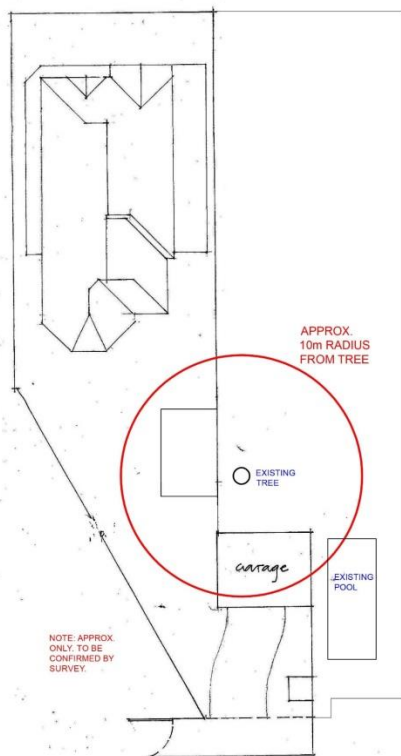 APPROX.
10m RADIUS
FROM TREE
EXISTING
TREE
garage
EXISTING
POOL
NOTE: APPROX.
ONLY. TO BE
CONFIRMED BY
SURVEY.